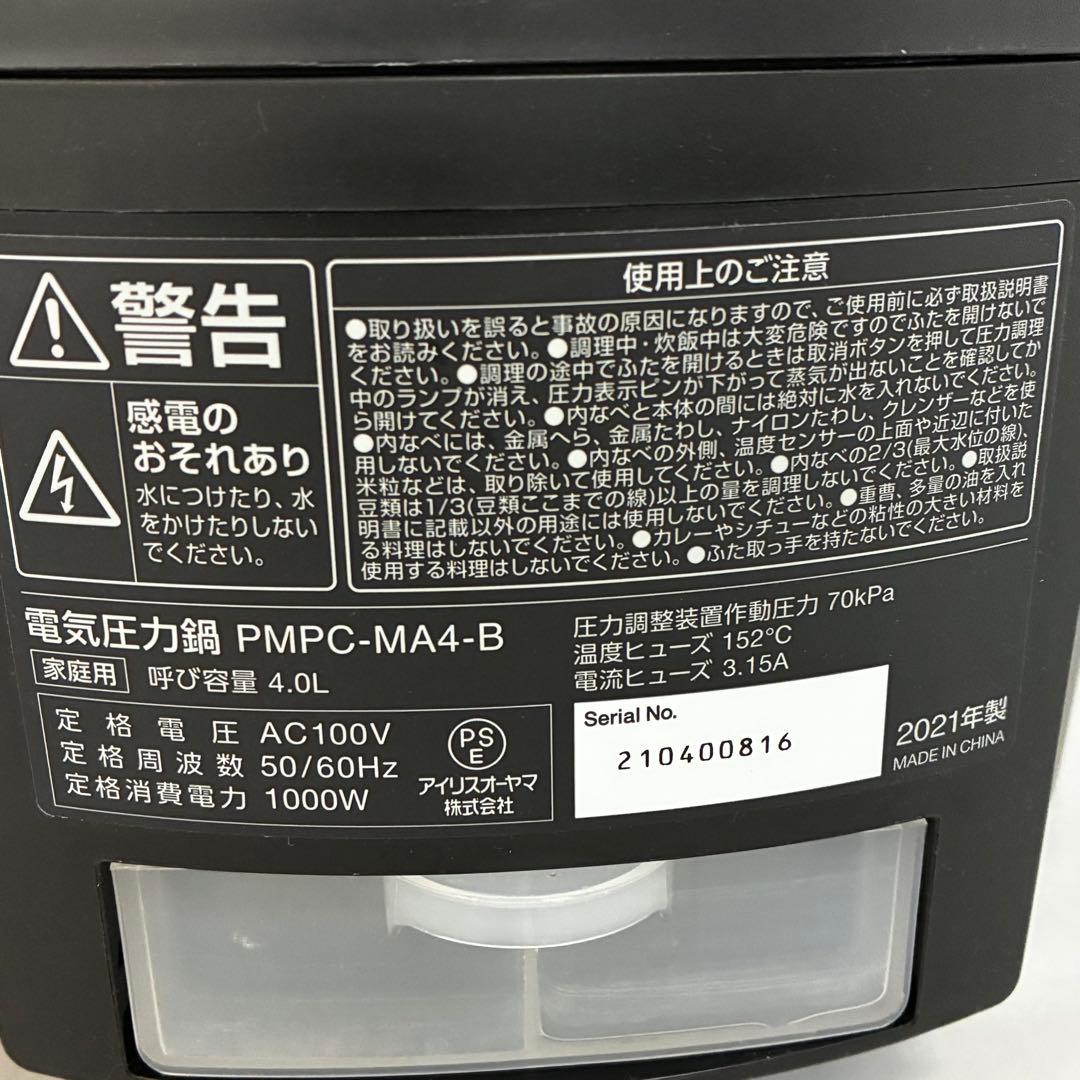 警告
感電の
おそれあり
水につけたり、水
をかけたりしない
でください。
使用上のご注意
●取り扱いを誤ると事故の原因になりますので、ご使用前に必ず取扱説明書
をお読みください。●調理中・炊飯中は大変危険ですのでふたを開けないで
ください。●調理の途中でふたを開けるときは取消ボタンを押して圧力調理
中のランプが消え、圧力表示ピンが下がって蒸気が出ないことを確認してか
ら開けてください。●内なべと本体の間には絶対に水を入れないでください。
●内なべには、金属へら、金属たわし、ナイロンたわし、クレンザーなどを使
用しないでください。●内なべの外側、温度センサーの上面や近辺に付いた
米粒などは、取り除いて使用してください。●内なべの2/3(最大水位の線)、
豆類は1/3(豆類ここまでの線)以上の量を調理しないでください。●取扱説
明書に記載以外の用途には使用しないでください。●重曹、多量の油を入れ
る料理はしないでください。●カレーやシチューなどの粘性の大きい材料を
使用する料理はしないでください。●ふた取っ手を持たないでください。
電気圧力鍋 PMPC-MA4-B
家庭用 呼び容量 4.0L
圧力調整装置作動圧力 70kPa
温度ヒューズ 152℃
電流ヒューズ 3.15A
定格電圧 AC100V
定格周波数 50/60Hz
定格消費電力 1000W
PS
E
アイリスオーヤマ
株式会社
Serial No.
210400816
2021年製
MADE IN CHINA